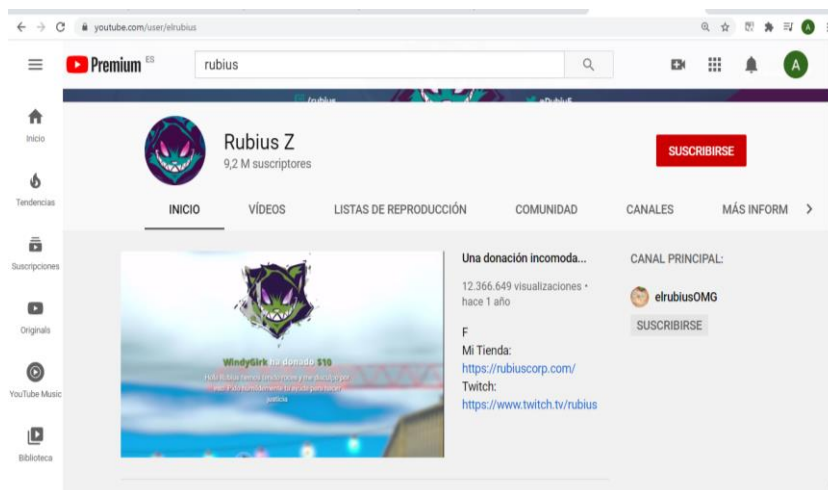 youtube.com/user/elrubius
Premium ES
rubius
A
A
/rubius
Inicio
Rubius Z
9,2 M suscriptores
SUSCRIBIRSE
Tendencias
INICIO VÍDEOS LISTAS DE REPRODUCCIÓN COMUNIDAD CANALES MÁS INFORM
Suscripciones
Originals
YouTube Music
Biblioteca
WindyGirk ha donado $10
justicia
Una donación incomoda...
12.366.649 visualizaciones •
hace 1 año
F
Mi Tienda:
https://rubiuscorp.com/
Twitch:
https://www.twitch.tv/rubius
CANAL PRINCIPAL:
elrubiusOMG
SUSCRIBIRSE